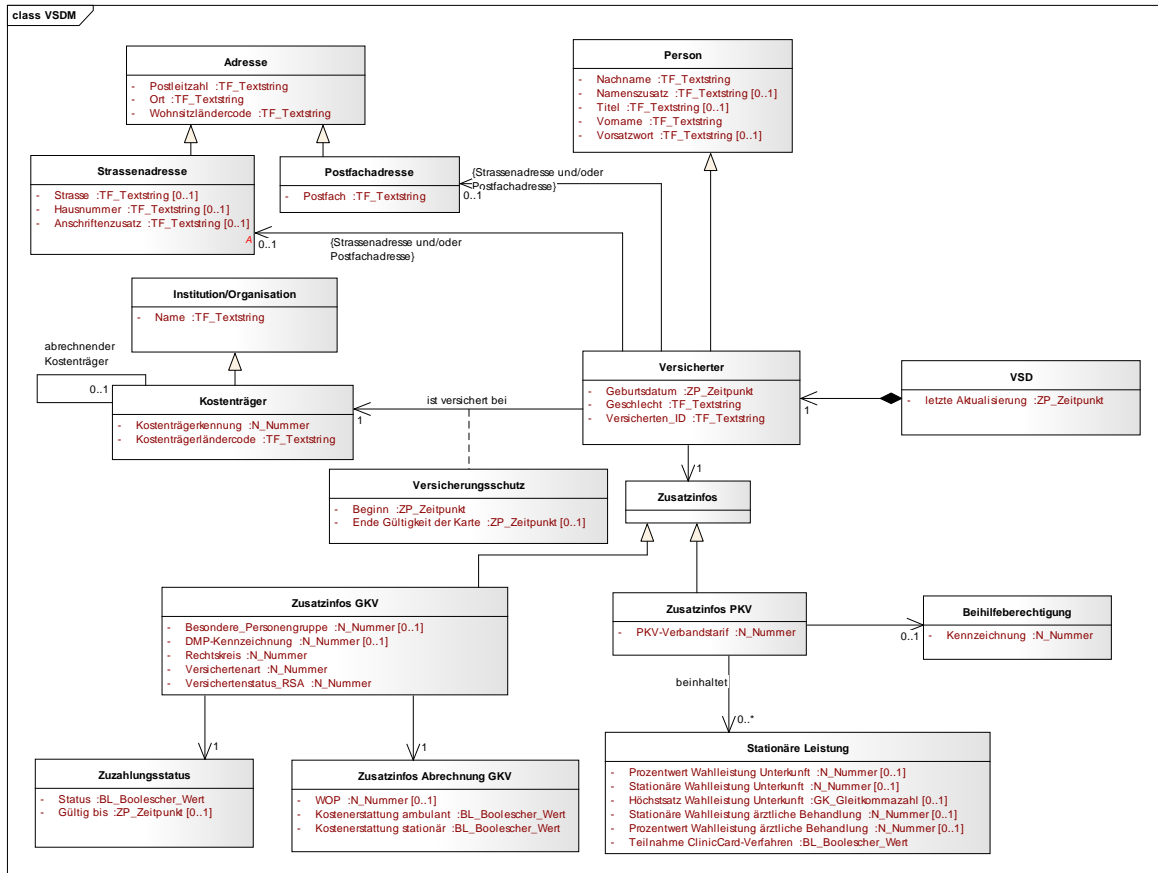 class VSDM
Adresse
- Postleitzahl :TF_Textstring
- Ort :TF_Textstring
- Wohnsitzländercode :TF_Textstring
Person
- Nachname :TF_Textstring
- Namenszusatz :TF_Textstring [0..1]
- Titel :TF_Textstring [0..1]
- Vorname :TF_Textstring
- Vorsatzwort :TF_Textstring [0..1]
Strassenadresse
- Strasse :TF_Textstring [0..1]
- Hausnummer :TF_Textstring [0..1]
- Anschriftenzusatz :TF_Textstring [0..1]
A
Postfachadresse
- Postfach :TF_Textstring
{Strassenadresse und/oder
Postfachadresse}
0..1
0..1
{Strassenadresse und/oder
Postfachadresse}
Institution/Organisation
- Name :TF_Textstring
abrechnender
Kostenträger
0..1
Kostenträger
- Kostenträgerkennung :N_Nummer
- Kostenträgerländercode :TF_Textstring
ist versichert bei
1
Versicherter
- Geburtsdatum :ZP_Zeitpunkt
- Geschlecht :TF_Textstring
- Versicherten_ID :TF_Textstring
1
VSD
- letzte Aktualisierung :ZP_Zeitpunkt
Versicherungsschutz
- Beginn :ZP_Zeitpunkt
- Ende Gültigkeit der Karte :ZP_Zeitpunkt [0..1]
1
Zusatzinfos
Zusatzinfos GKV
- Besondere_Personengruppe :N_Nummer [0..1]
- DMP-Kennzeichnung :N_Nummer [0..1]
- Rechtskreis :N_Nummer
- Versichertenart :N_Nummer
- Versichertenstatus_RSA :N_Nummer
Zusatzinfos PKV
- PKV-Verbandstarif :N_Nummer
0..1
Beihilfeberechtigung
- Kennzeichnung :N_Nummer
beinhaltet
0..*
1
1
Zuzahlungsstatus
- Status :BL_Boolescher_Wert
- Gültig bis :ZP_Zeitpunkt [0..1]
Zusatzinfos Abrechnung GKV
- WOP :N_Nummer [0..1]
- Kostenerstattung ambulant :BL_Boolescher_Wert
- Kostenerstattung stationär :BL_Boolescher_Wert
Stationäre Leistung
- Prozentwert Wahlleistung Unterkunft :N_Nummer [0..1]
- Stationäre Wahlleistung Unterkunft :N_Nummer [0..1]
- Höchstsatz Wahlleistung Unterkunft :GK_Gleitkommazahl [0..1]
- Stationäre Wahlleistung ärztliche Behandlung :N_Nummer [0..1]
- Prozentwert Wahlleistung ärztliche Behandlung :N_Nummer [0..1]
- Teilnahme ClinicCard-Verfahren :BL_Boolescher_Wert